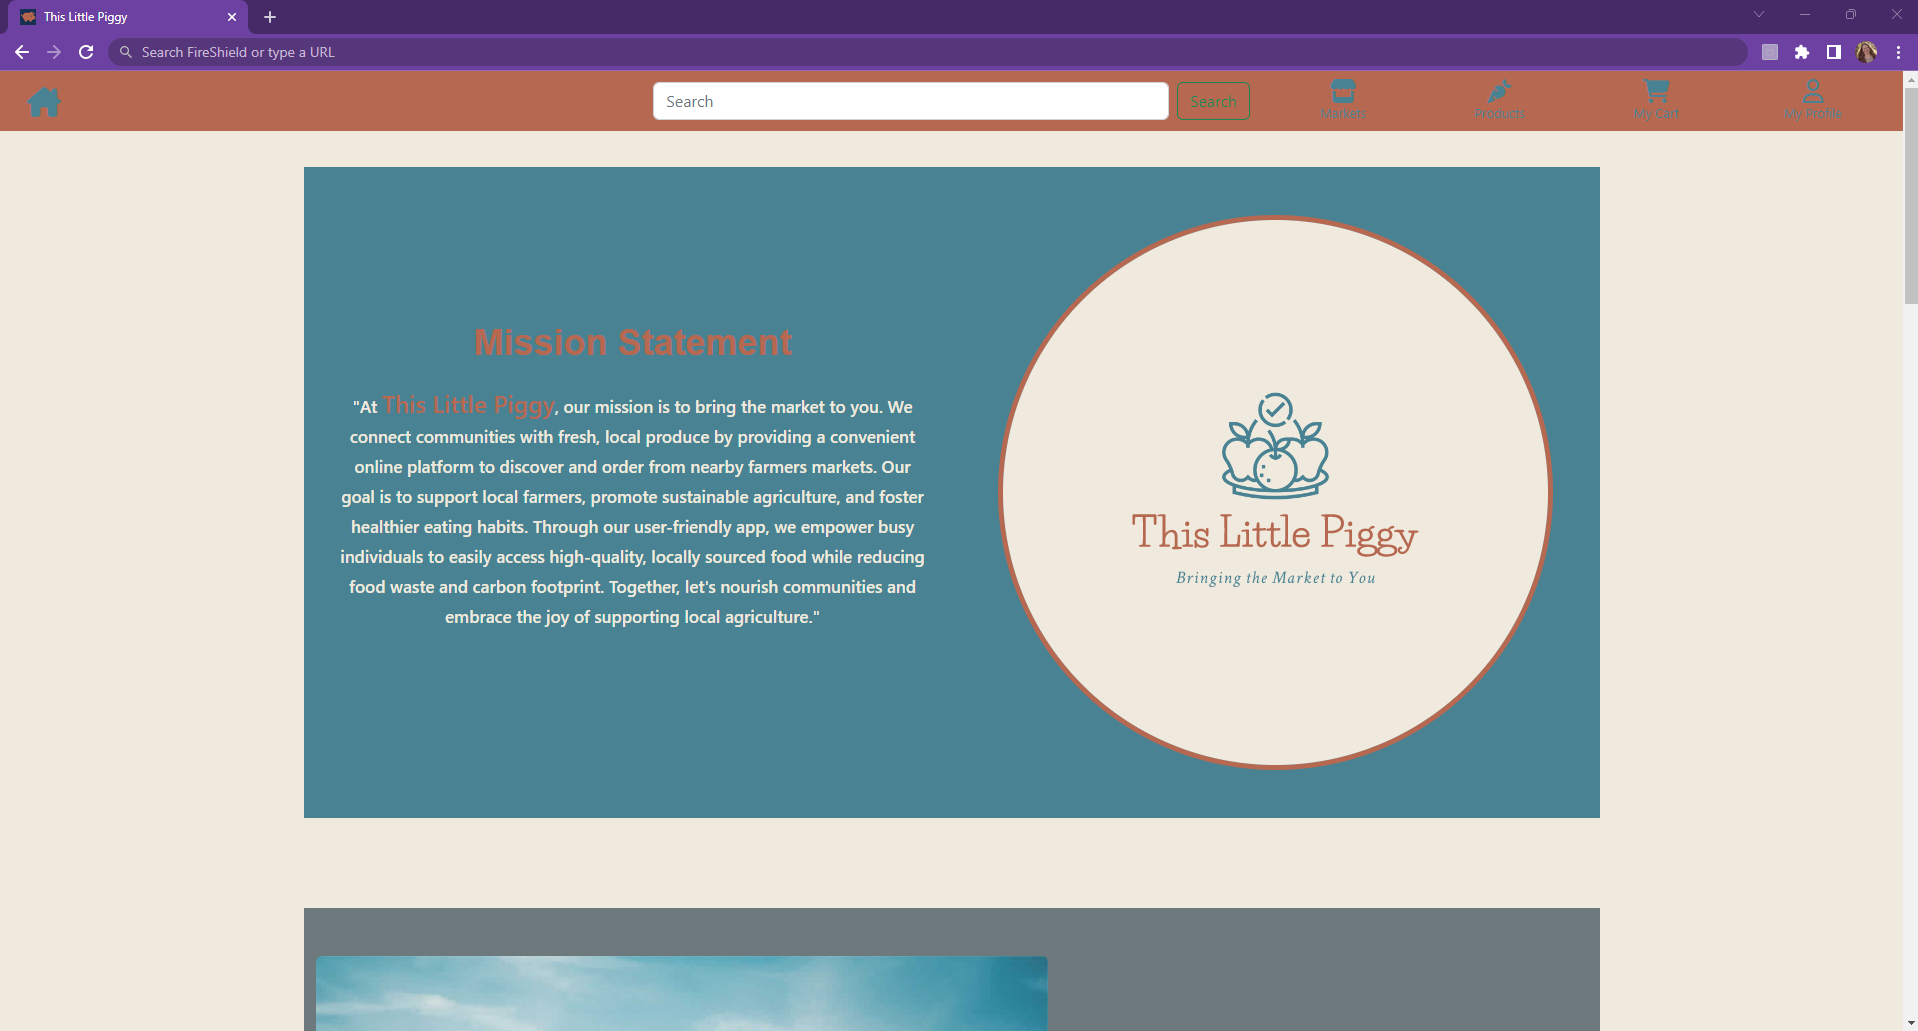 This Little Piggy
Search FireShield or type a URL
Search
Search
Markets
Products
My Cart
My Profile
Mission Statement
"At This Little Piggy, our mission is to bring the market to you. We
connect communities with fresh, local produce by providing a convenient
online platform to discover and order from nearby farmers markets. Our
goal is to support local farmers, promote sustainable agriculture, and foster
healthier eating habits. Through our user-friendly app, we empower busy
individuals to easily access high-quality, locally sourced food while reducing
food waste and carbon footprint. Together, let's nourish communities and
embrace the joy of supporting local agriculture."
This Little Piggy
Bringing the Market to You